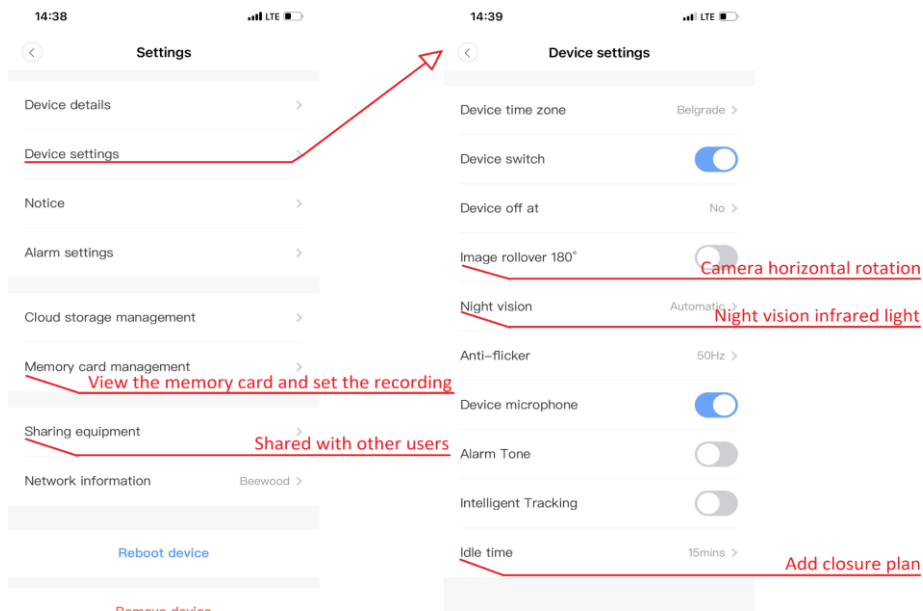 14:38 LTE
Settings
Device details
Device settings
Notice
Alarm settings
Cloud storage management
Memory card management
View the memory card and set the recording
Sharing equipment
Shared with other users
Network information Beewood
Reboot device
Remove device
14:39 LTE
Device settings
Device time zone Belgrade
Device switch
Device off at No
Image rollover 180°
Camera horizontal rotation
Night vision Automatic
Night vision infrared light
Anti-flicker 50Hz
Device microphone
Alarm Tone
Intelligent Tracking
Idle time 15mins
Add closure plan